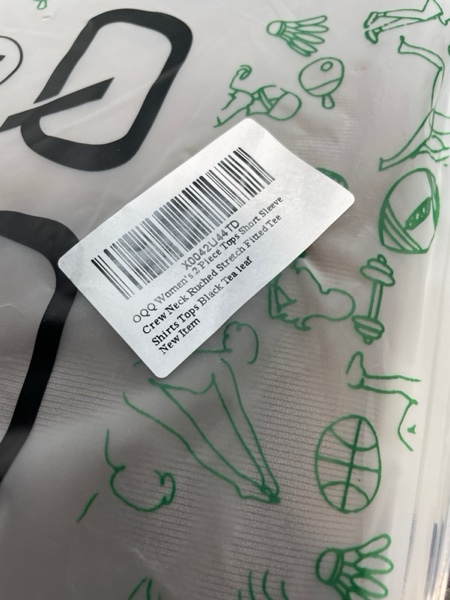 X0042U44TD
OQQ Women's 2 Piece Tops Short Sleeve
Crew Neck Ruched Stretch Fitted Tee
Shirts Tops Black Tea leaf
New Item